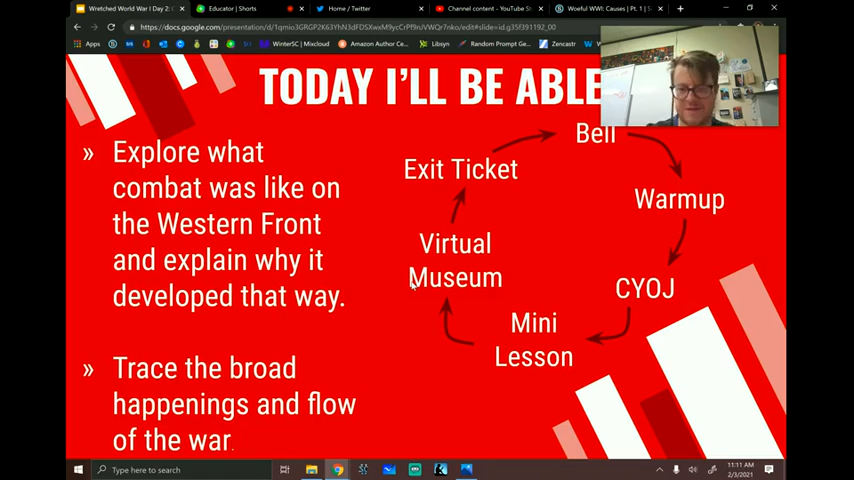 Wretched World War I Day 2: C
Educator | Shorts
Home / Twitter
Channel content - YouTube St
Woeful WWI: Causes | Pt. 1 | S
Apps
WinterSC | Mixcloud
Amazon Author Ce...
Libsyn
Random Prompt Ge...
Zencastr
TODAY I'LL BE ABLE
» Explore what
combat was like on
the Western Front
and explain why it
developed that way.
» Trace the broad
happenings and flow
of the war.
Bell
Warmup
CYOJ
Mini
Lesson
Virtual
Museum
Exit Ticket
Type here to search
11:11 AM
2/3/2021